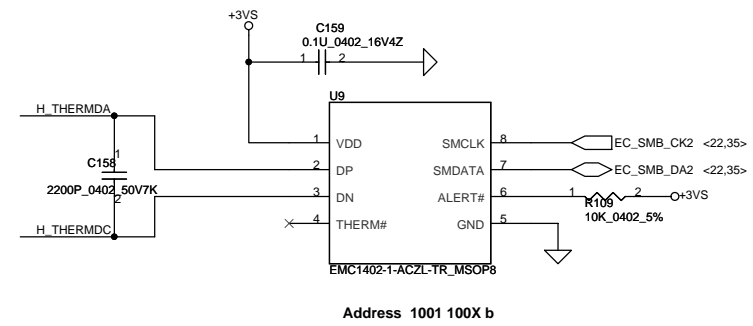 +3VS
C159
0.1U_0402_16V4Z
1 2
U9
H_THERMDA
1 VDD SMCLK 8 EC_SMB_CK2 <22,35>
C158 1
2 DP SMDATA 7 EC_SMB_DA2 <22,35>
2200P_0402_50V7K
2
3 DN ALERT# 6 1 2 +3VS
R109
10K_0402_5%
H_THERMDC
4 THERM# GND 5
EMC1402-1-ACZL-TR_MSOP8
Address 1001 100X b